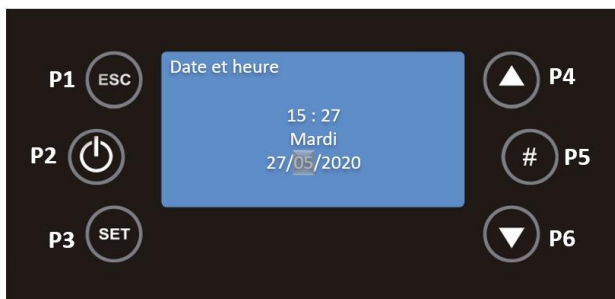 P1 ESC
P2
P3 SET
Date et heure
15 : 27
Mardi
27/05/2020
P4
# P5
P6